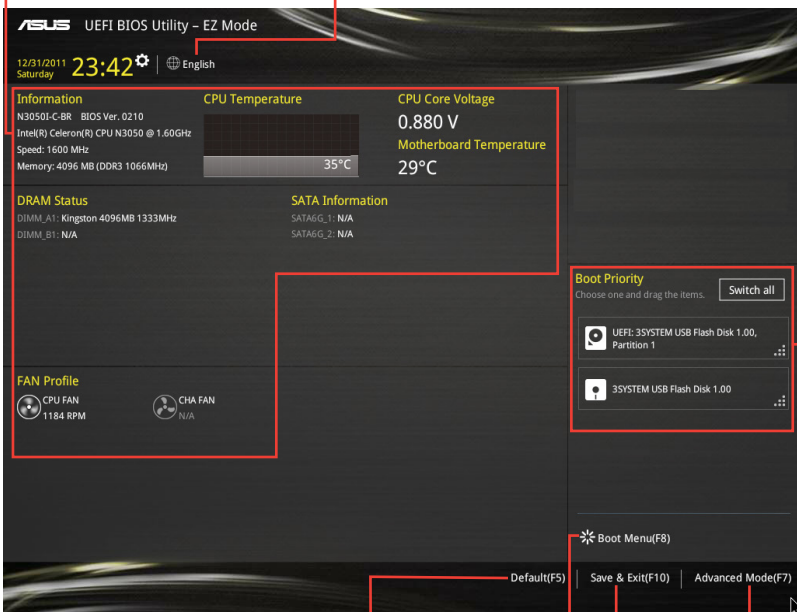 ASUS UEFI BIOS Utility – EZ Mode
12/31/2011
Saturday
23:42
English
Information
N3050I-C-BR BIOS Ver. 0210
Intel(R) Celeron(R) CPU N3050 @ 1.60GHz
Speed: 1600 MHz
Memory: 4096 MB (DDR3 1066MHz)
CPU Temperature
35°C
CPU Core Voltage
0.880 V
Motherboard Temperature
29°C
DRAM Status
DIMM_A1: Kingston 4096MB 1333MHz
DIMM_B1: N/A
SATA Information
SATA6G_1: N/A
SATA6G_2: N/A
Boot Priority
Choose one and drag the items.
Switch all
UEFI: 3SYSTEM USB Flash Disk 1.00,
Partition 1
3SYSTEM USB Flash Disk 1.00
FAN Profile
CPU FAN
1184 RPM
CHA FAN
N/A
Boot Menu(F8)
Default(F5)
Save & Exit(F10)
Advanced Mode(F7)